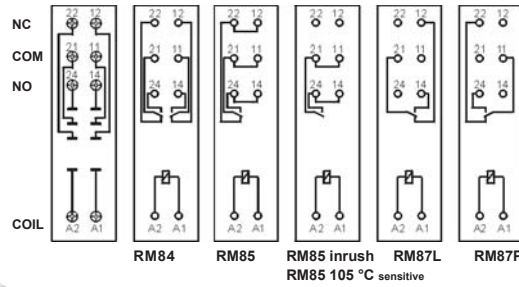 NC 22 12 22 12 22 12 22 12 22 12 22 12
COM 21 11 21 11 21 11 21 11 21 11 21 11
NO 24 14 24 14 24 14 24 14 24 14 24 14
COIL A2 A1 A2 A1 A2 A1 A2 A1 A2 A1 A2 A1
RM84 RM85 RM85 inrush RM87L RM87P
RM85 105 °C sensitive